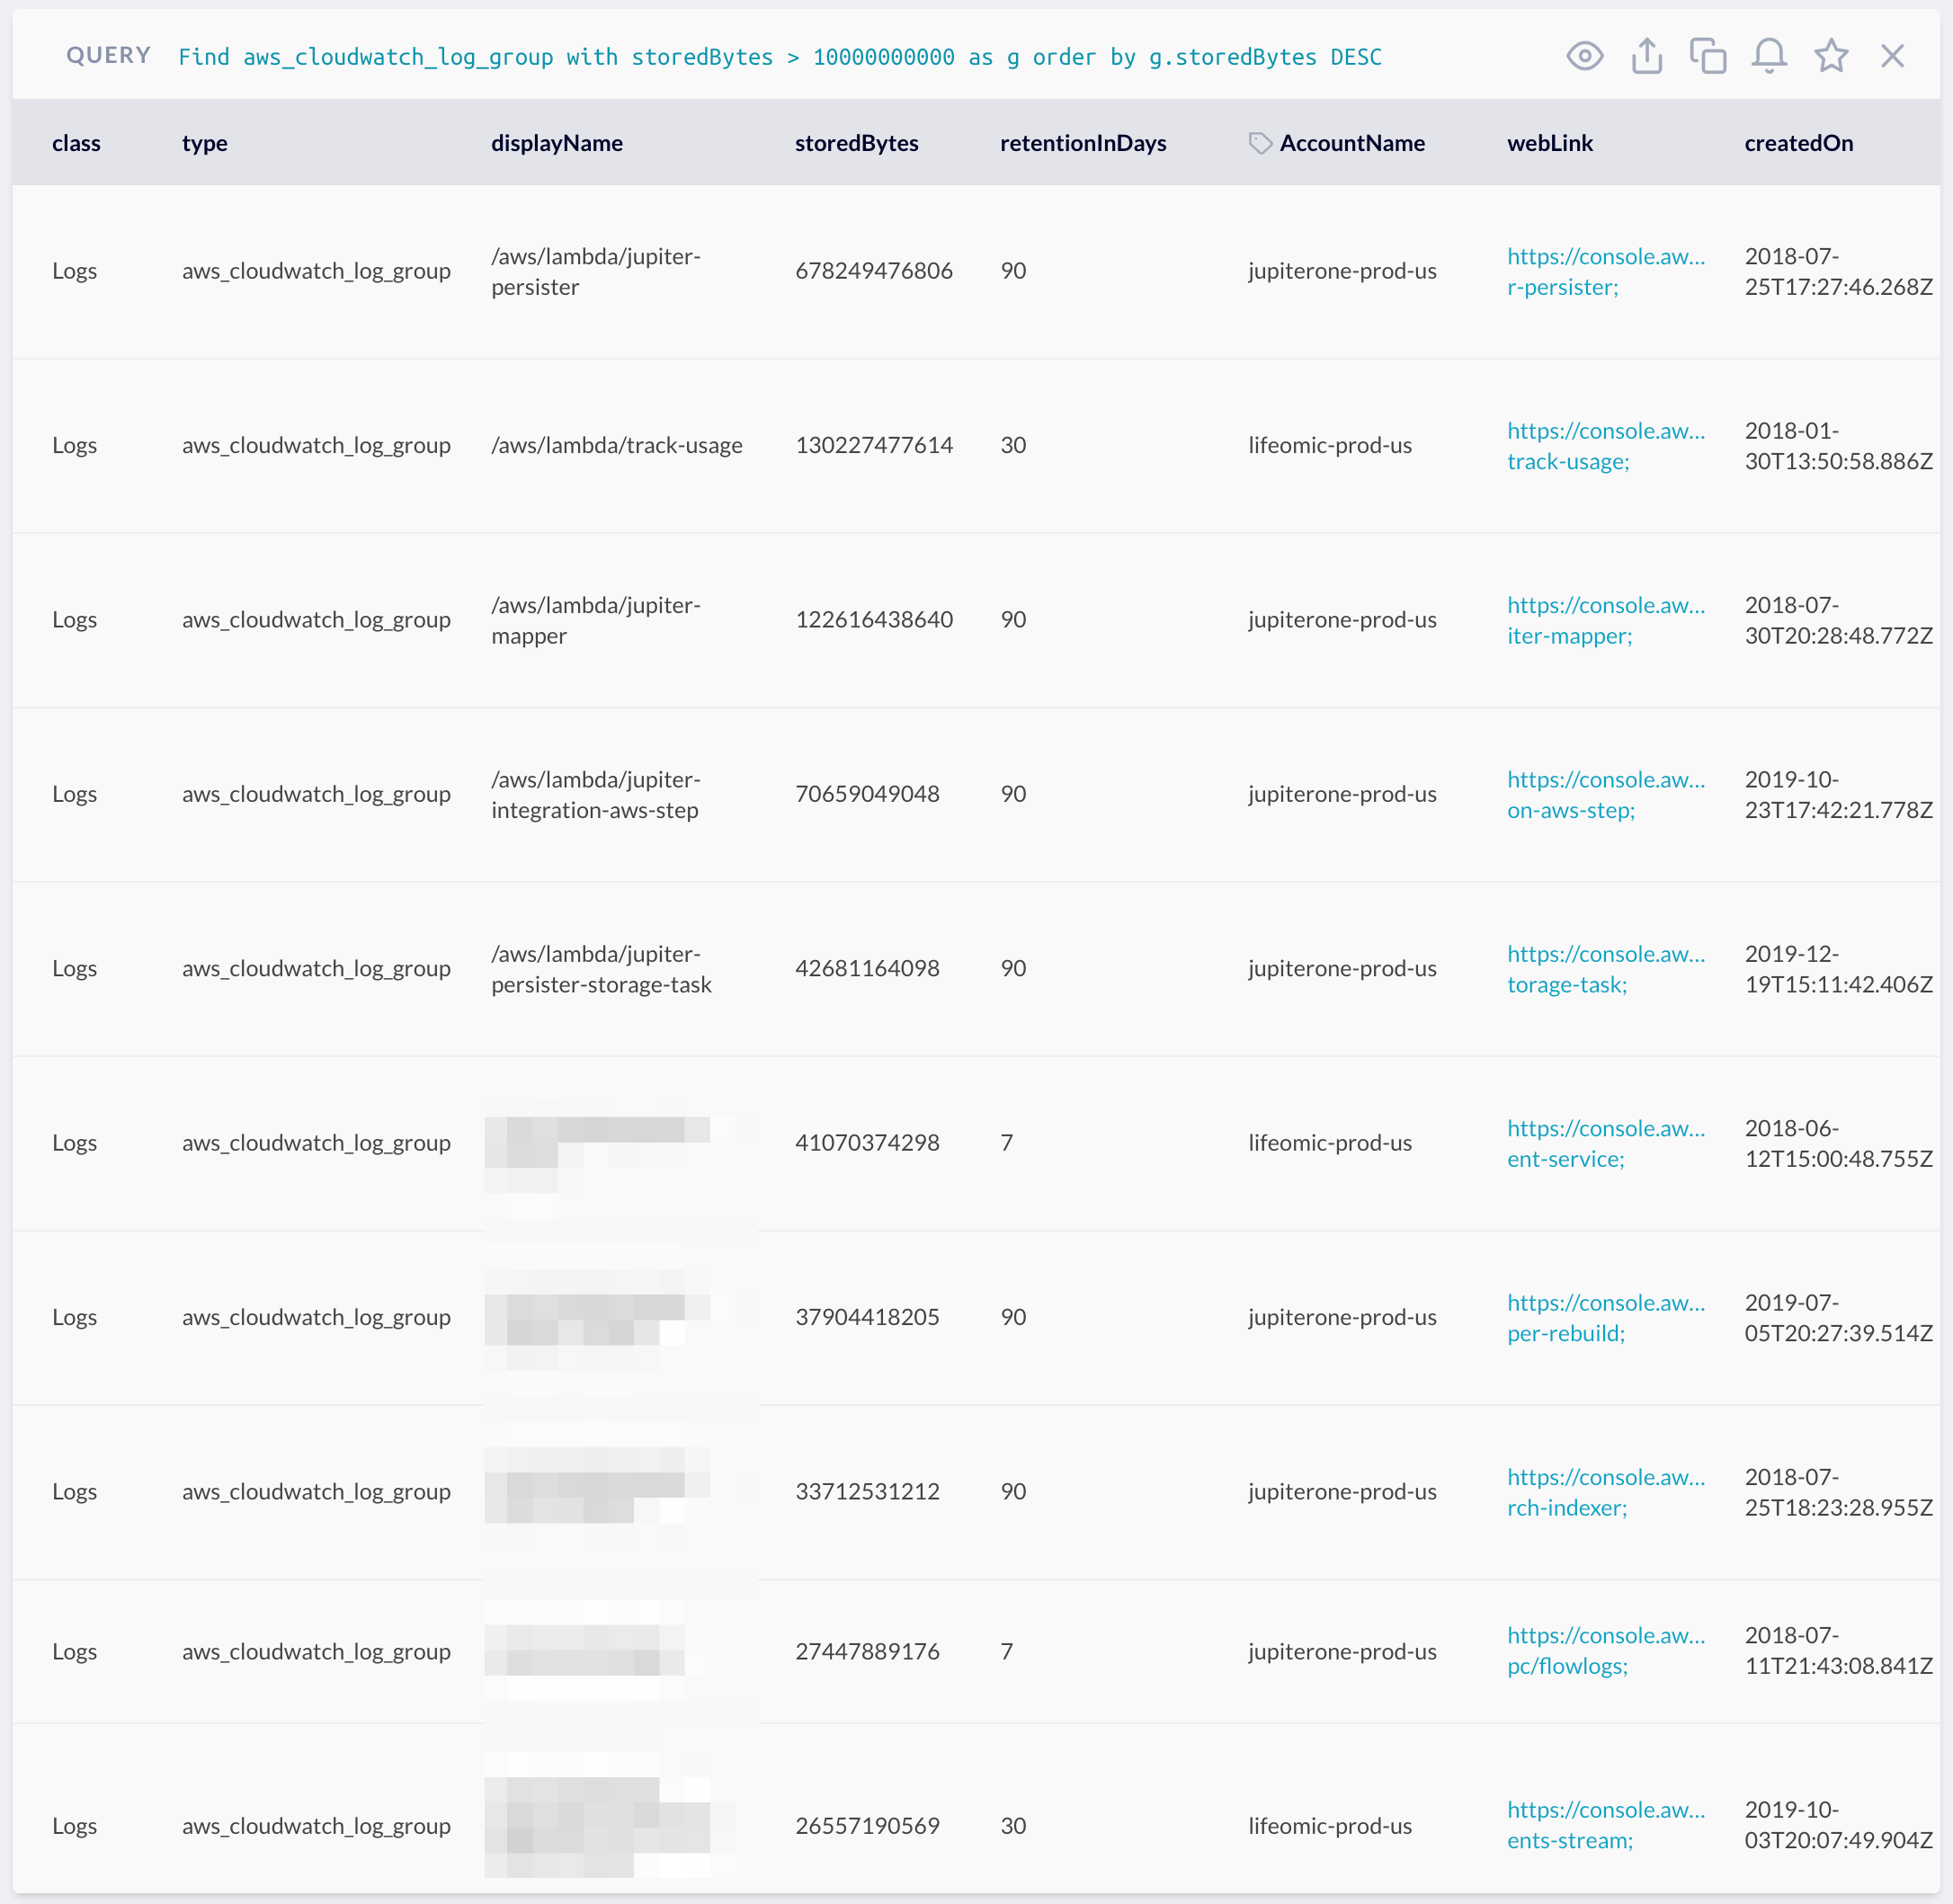 QUERY Find aws_cloudwatch_log_group with storedBytes > 10000000000 as g order by g.storedBytes DESC
class type displayName storedBytes retentionInDays AccountName webLink createdOn
Logs aws_cloudwatch_log_group /aws/lambda/jupiter- 678249476806 90 jupiterone-prod-us https://console.aw... 2018-07-
persister r-persister; 25T17:27:46.268Z
Logs aws_cloudwatch_log_group /aws/lambda/track-usage 130227477614 30 lifeomic-prod-us https://console.aw... 2018-01-
track-usage; 30T13:50:58.886Z
Logs aws_cloudwatch_log_group /aws/lambda/jupiter- 122616438640 90 jupiterone-prod-us https://console.aw... 2018-07-
mapper iter-mapper; 30T20:28:48.772Z
Logs aws_cloudwatch_log_group /aws/lambda/jupiter- 70659049048 90 jupiterone-prod-us https://console.aw... 2019-10-
integration-aws-step on-aws-step; 23T17:42:21.778Z
Logs aws_cloudwatch_log_group /aws/lambda/jupiter- 42681164098 90 jupiterone-prod-us https://console.aw... 2019-12-
persister-storage-task torage-task; 19T15:11:42.406Z
Logs aws_cloudwatch_log_group 41070374298 7 lifeomic-prod-us https://console.aw... 2018-06-
ent-service; 12T15:00:48.755Z
Logs aws_cloudwatch_log_group 37904418205 90 jupiterone-prod-us https://console.aw... 2019-07-
per-rebuild; 05T20:27:39.514Z
Logs aws_cloudwatch_log_group 33712531212 90 jupiterone-prod-us https://console.aw... 2018-07-
rch-indexer; 25T18:23:28.955Z
Logs aws_cloudwatch_log_group 27447889176 7 jupiterone-prod-us https://console.aw... 2018-07-
pc/flowlogs; 11T21:43:08.841Z
Logs aws_cloudwatch_log_group 26557190569 30 lifeomic-prod-us https://console.aw... 2019-10-
ents-stream; 03T20:07:49.904Z